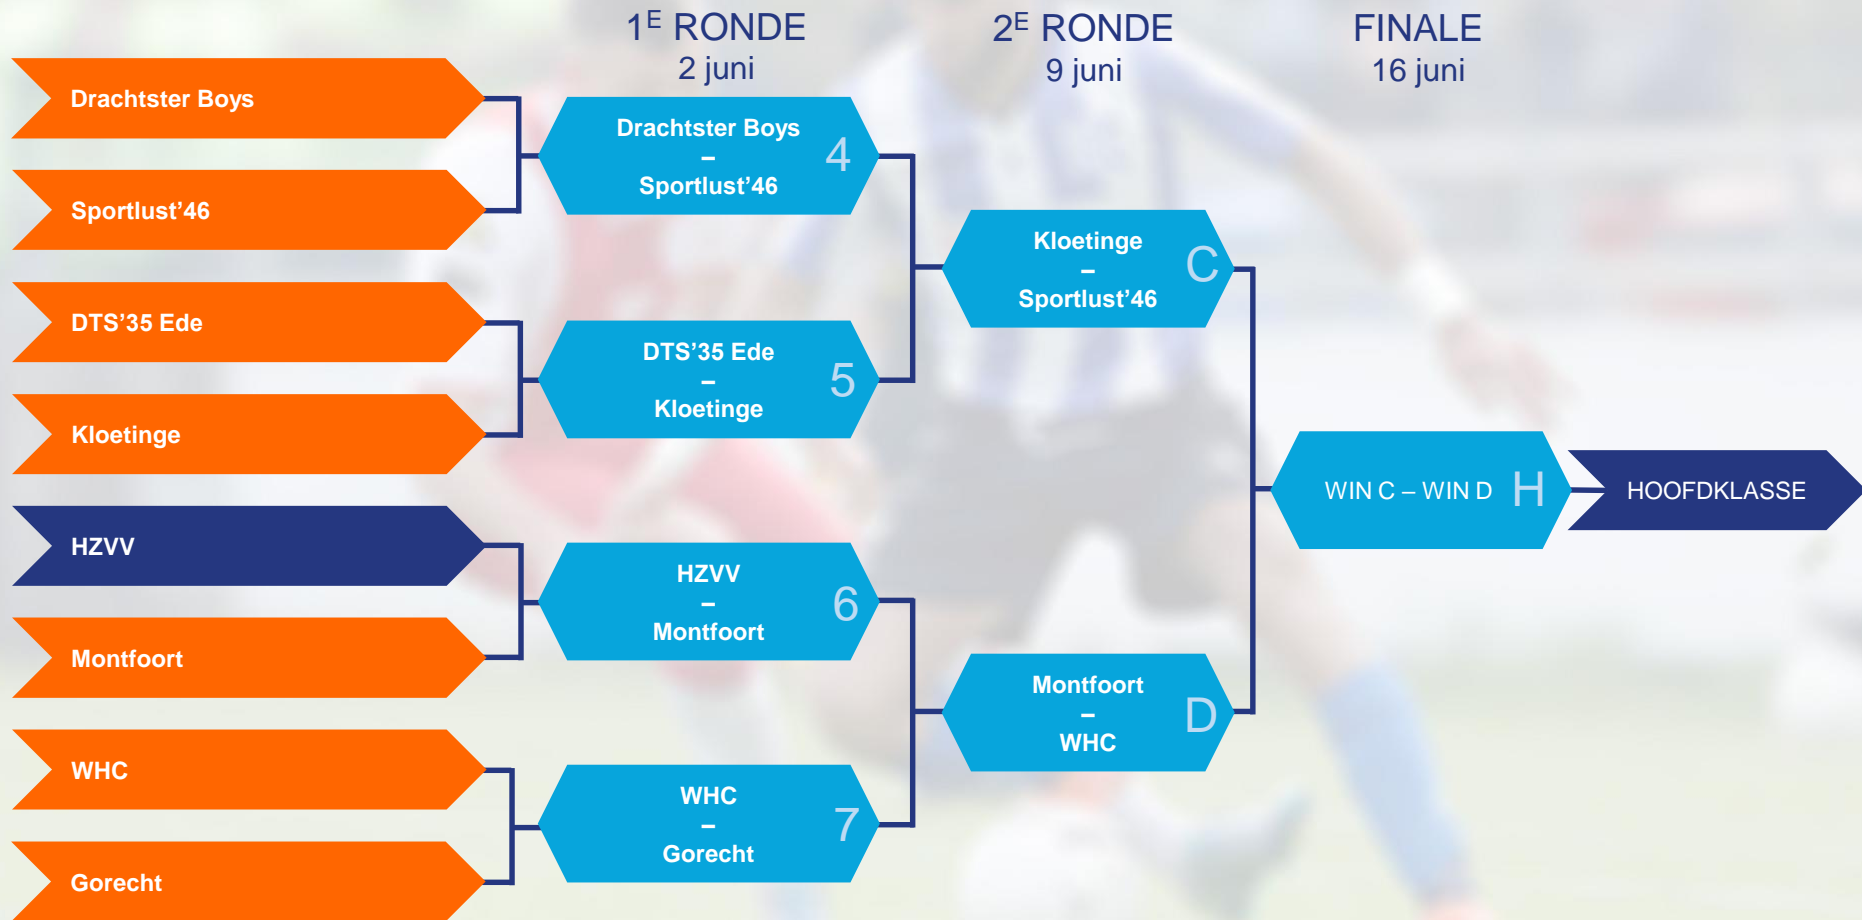 1E RONDE
2 juni
2E RONDE
9 juni
FINALE
16 juni
Drachtster Boys
Sportlust’46
DTS’35 Ede
Kloetinge
HZVV
Montfoort
WHC
Gorecht
Drachtster Boys
–
Sportlust’46
4
DTS’35 Ede
–
Kloetinge
5
HZVV
–
Montfoort
6
WHC
–
Gorecht
7
Kloetinge
–
Sportlust’46
C
Montfoort
–
WHC
D
WIN C – WIN D H
HOOFDKLASSE